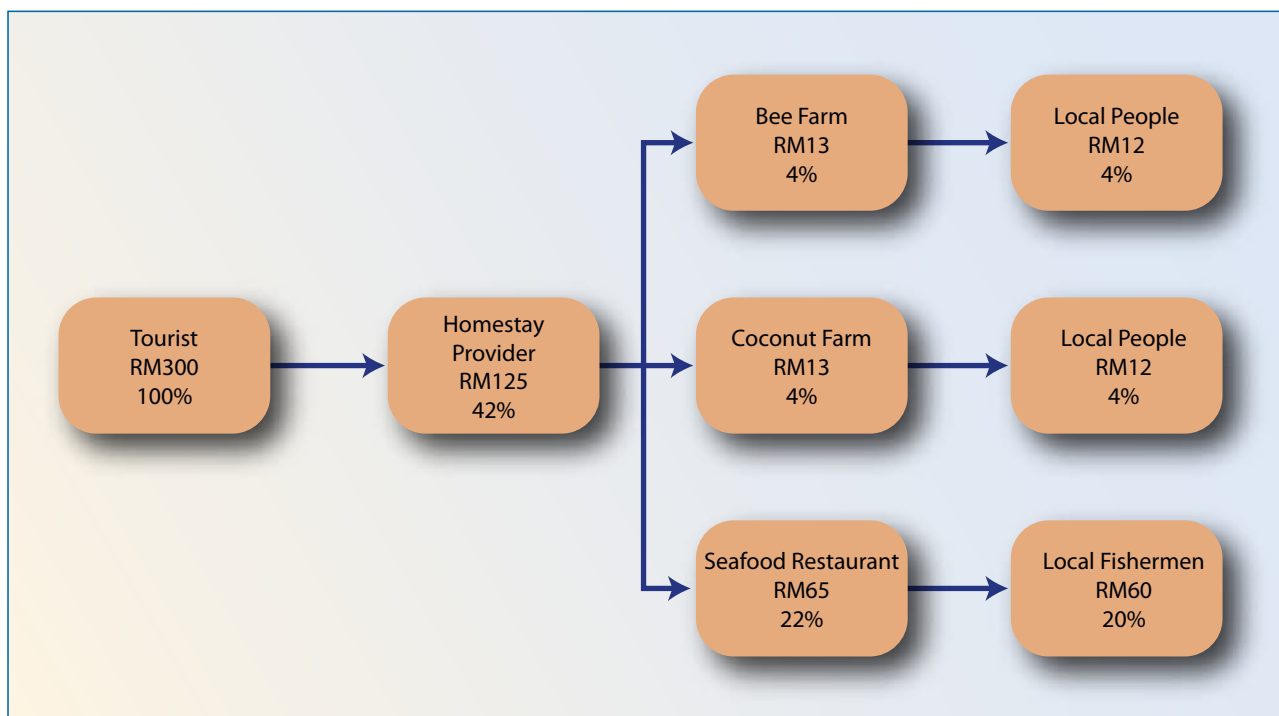 Tourist
RM300
100%
Homestay
Provider
RM125
42%
Bee Farm
RM13
4%
Local People
RM12
4%
Coconut Farm
RM13
4%
Local People
RM12
4%
Seafood Restaurant
RM65
22%
Local Fishermen
RM60
20%